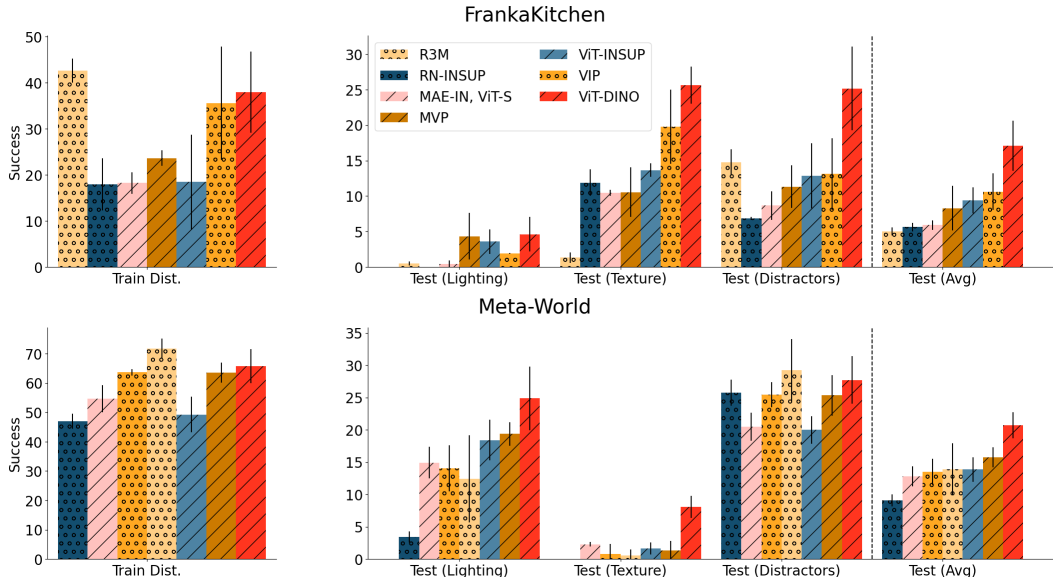 FrankaKitchen
50
40
30
20
10
0
Success
Train Dist.
30
25
20
15
10
5
0
R3M
RN-INSUP
MAE-IN, ViT-S
MVP
ViT-INSUP
VIP
ViT-DINO
Test (Lighting)
Test (Texture)
Test (Distractors)
Test (Avg)
Meta-World
70
60
50
40
30
20
10
0
Success
Train Dist.
35
30
25
20
15
10
5
0
Test (Lighting)
Test (Texture)
Test (Distractors)
Test (Avg)